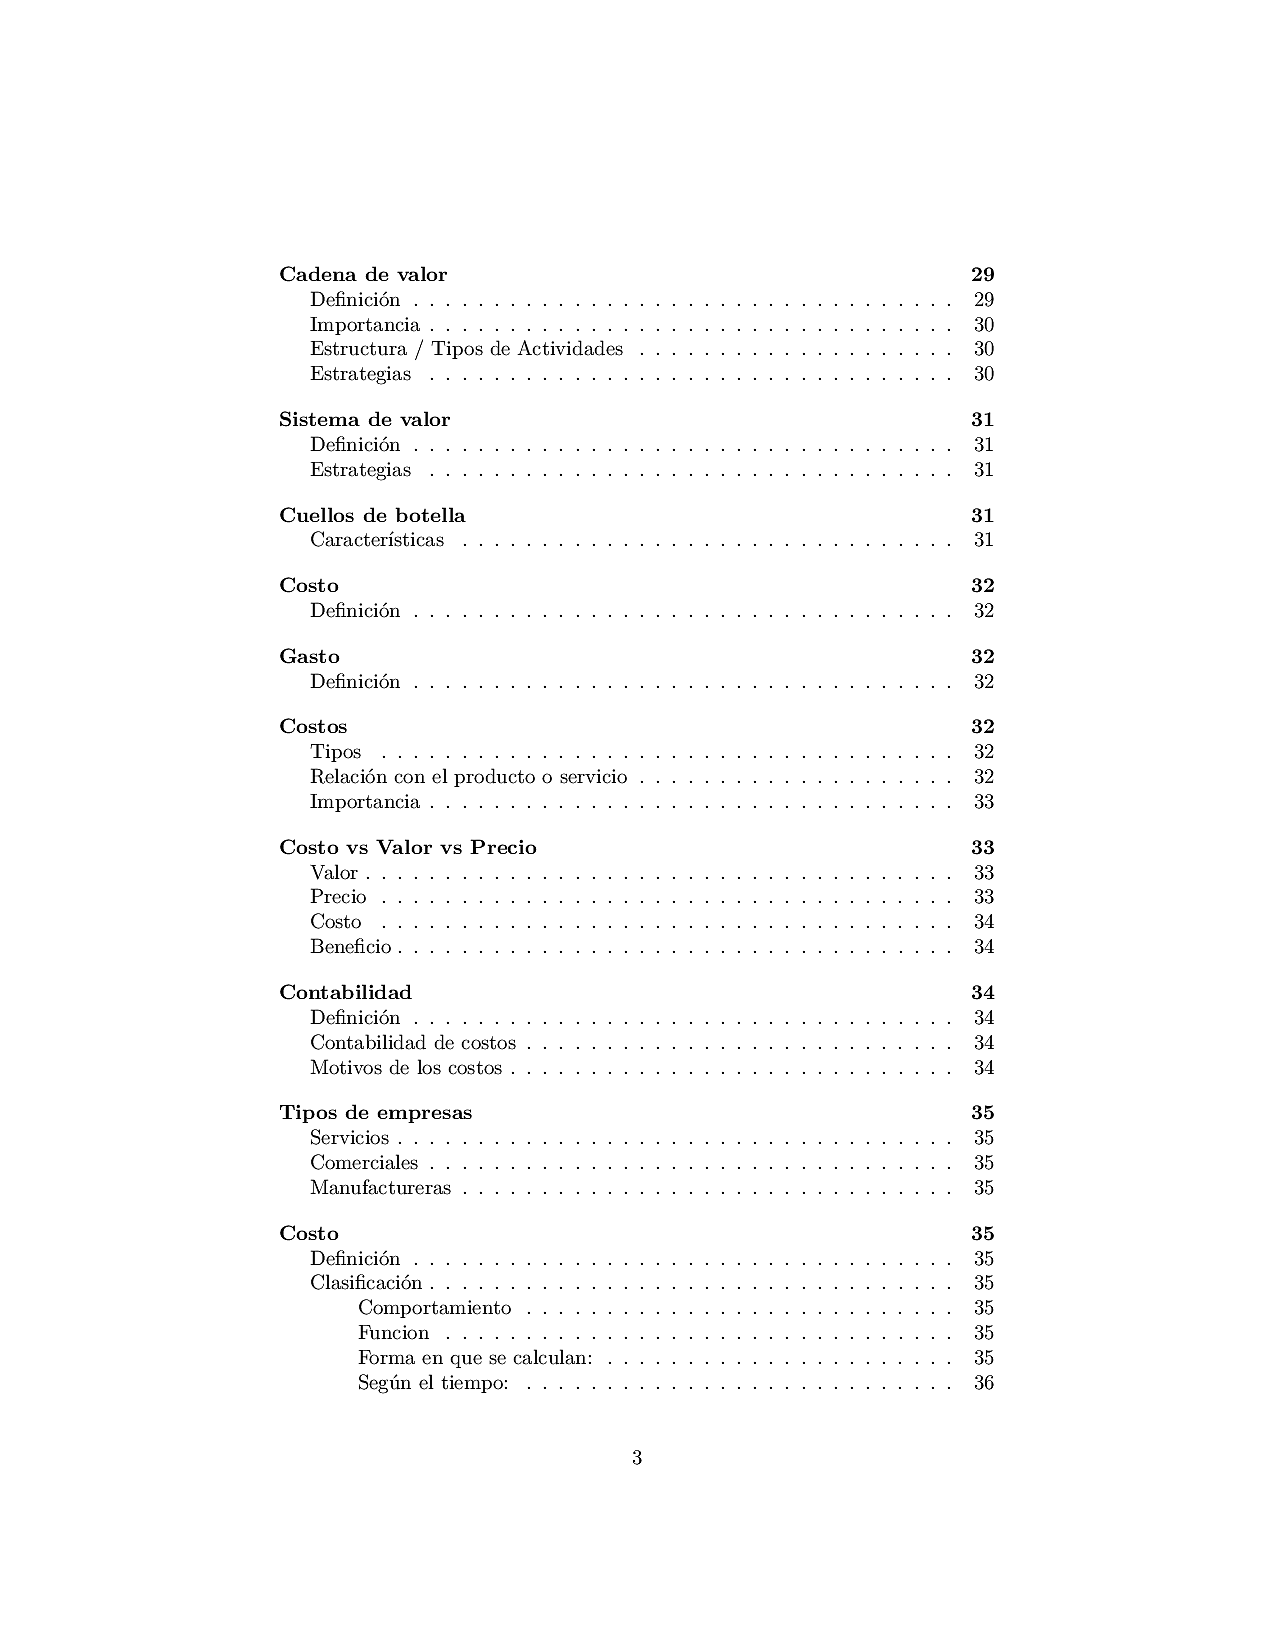 Cadena de valor 29
Definición . . . . . . . . . . . . . . . . . . . . . . . . . . . . . . . . . . 29
Importancia . . . . . . . . . . . . . . . . . . . . . . . . . . . . . . . . . 30
Estructura / Tipos de Actividades . . . . . . . . . . . . . . . . . . . . 30
Estrategias . . . . . . . . . . . . . . . . . . . . . . . . . . . . . . . . . 30
Sistema de valor 31
Definición . . . . . . . . . . . . . . . . . . . . . . . . . . . . . . . . . . 31
Estrategias . . . . . . . . . . . . . . . . . . . . . . . . . . . . . . . . . 31
Cuellos de botella 31
Características . . . . . . . . . . . . . . . . . . . . . . . . . . . . . . . 31
Costo 32
Definición . . . . . . . . . . . . . . . . . . . . . . . . . . . . . . . . . . 32
Gasto 32
Definición . . . . . . . . . . . . . . . . . . . . . . . . . . . . . . . . . . 32
Costos 32
Tipos . . . . . . . . . . . . . . . . . . . . . . . . . . . . . . . . . . . . 32
Relación con el producto o servicio . . . . . . . . . . . . . . . . . . . . 32
Importancia . . . . . . . . . . . . . . . . . . . . . . . . . . . . . . . . . 33
Costo vs Valor vs Precio 33
Valor . . . . . . . . . . . . . . . . . . . . . . . . . . . . . . . . . . . . . 33
Precio . . . . . . . . . . . . . . . . . . . . . . . . . . . . . . . . . . . . 33
Costo . . . . . . . . . . . . . . . . . . . . . . . . . . . . . . . . . . . . 34
Beneficio . . . . . . . . . . . . . . . . . . . . . . . . . . . . . . . . . . . 34
Contabilidad 34
Definición . . . . . . . . . . . . . . . . . . . . . . . . . . . . . . . . . . 34
Contabilidad de costos . . . . . . . . . . . . . . . . . . . . . . . . . . . 34
Motivos de los costos . . . . . . . . . . . . . . . . . . . . . . . . . . . . 34
Tipos de empresas 35
Servicios . . . . . . . . . . . . . . . . . . . . . . . . . . . . . . . . . . . 35
Comerciales . . . . . . . . . . . . . . . . . . . . . . . . . . . . . . . . . 35
Manufactureras . . . . . . . . . . . . . . . . . . . . . . . . . . . . . . . 35
Costo 35
Definición . . . . . . . . . . . . . . . . . . . . . . . . . . . . . . . . . . 35
Clasificación . . . . . . . . . . . . . . . . . . . . . . . . . . . . . . . . . 35
Comportamiento . . . . . . . . . . . . . . . . . . . . . . . . . . . 35
Funcion . . . . . . . . . . . . . . . . . . . . . . . . . . . . . . . . 35
Forma en que se calculan: . . . . . . . . . . . . . . . . . . . . . . 35
Según el tiempo: . . . . . . . . . . . . . . . . . . . . . . . . . . . 36
3